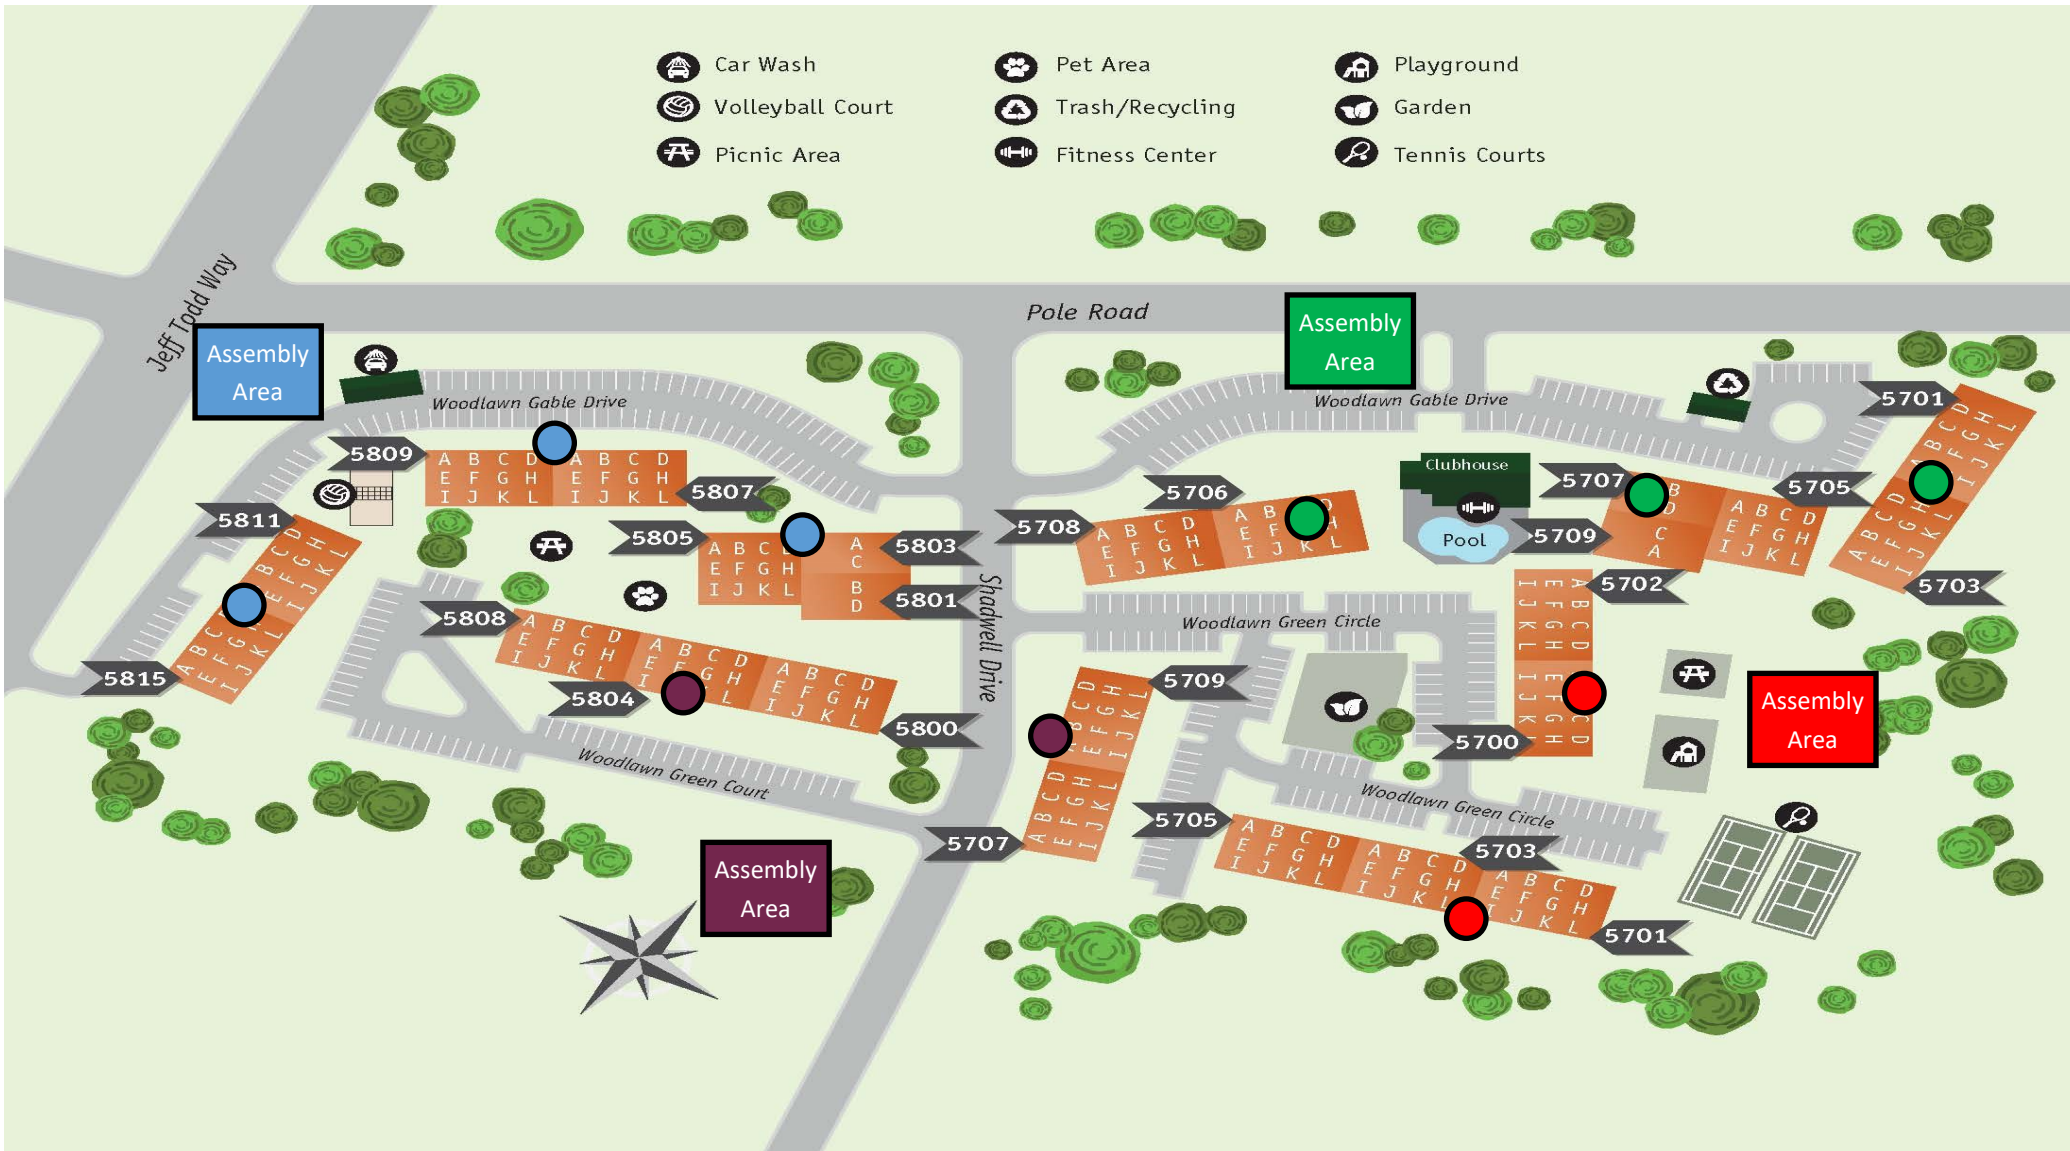 Car Wash
Pet Area
Playground
Volleyball Court
Trash/Recycling
Garden
Picnic Area
Fitness Center
Tennis Courts
Jeff Todd Way
Pole Road
Assembly
Area
Assembly
Area
Woodlawn Gable Drive
Woodlawn Gable Drive
5701
5809
A B C D A B C D
E F G H E F G H
I J K L I J K L
5807
5811
5805
A B C
E F G H
I J K L
A
C
B
D
5803
5801
5706
5708
A B C D
E F G H
I J K L
A B D
E F H
I J K L
Clubhouse
Pool
5707
5709
B
D
C
A
A B C D
E F G H
I J K L
5705
A B C D
E F G H
I J K L
A B C D
E F G H
I J K L
5703
5702
A B C D
E F G H
I J K L
5700
E F G H
I J K
C D
A B C D
E F G H
I J K L
A B C
E F G H
I J K L
5815
5808
A B C D
E F G H
I J K L
A B C D
E F G H
I L
A B C D
E F G H
I J K L
5804
5800
Shadwell Drive
Woodlawn Green Circle
5709
A B C D
E F G H
I J K L
A B C D
E F G H
I J K L
5707
Woodlawn Green Court
Woodlawn Green Circle
5705
A B C D
E F G H
I J K L
A B C D
E F G H
I J K L
A B C D
E F G H
I J K L
5703
5701
Assembly
Area
Assembly
Area